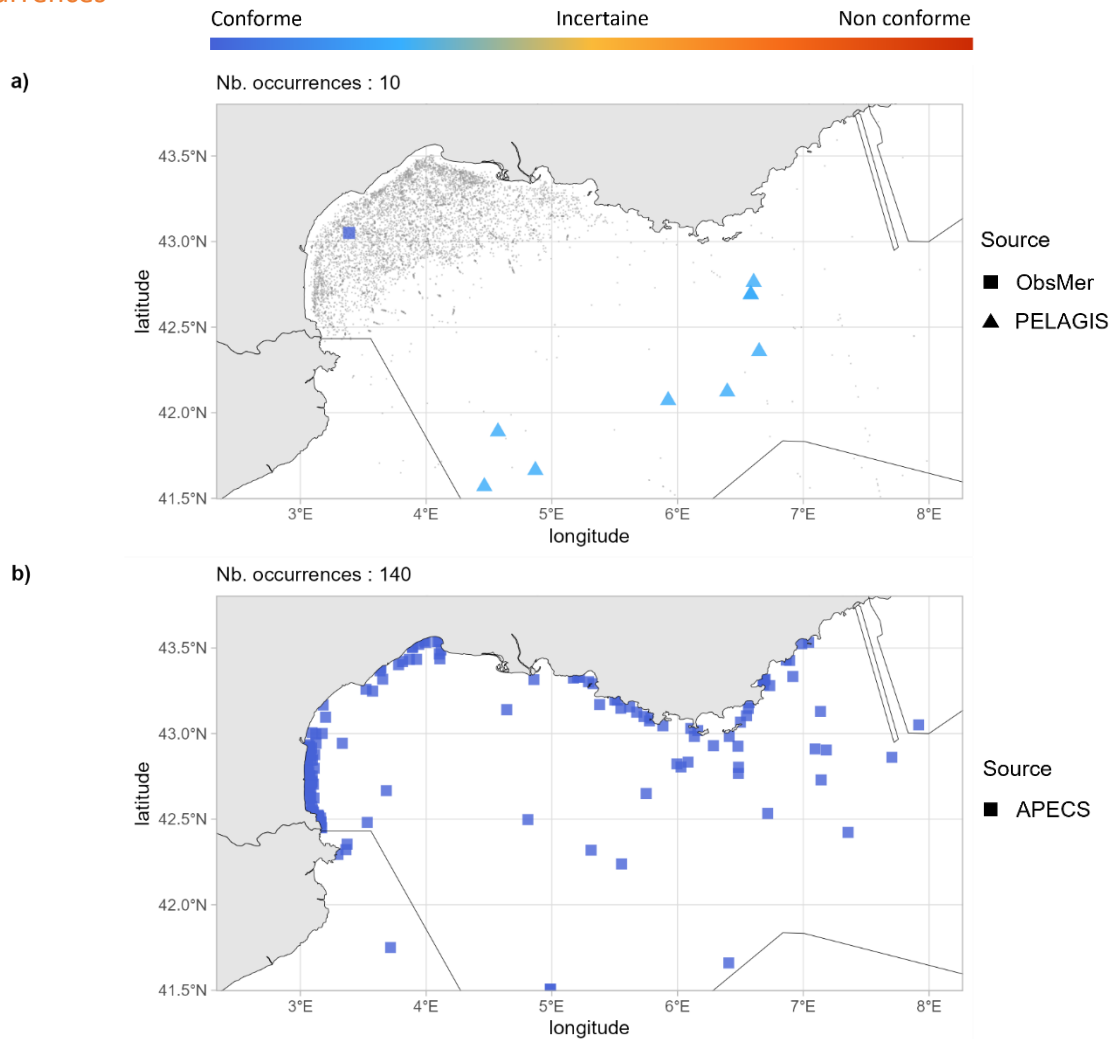 Conforme Incertaine Non conforme
a)
Nb. occurrences : 10
43.5°N
43.0°N
42.5°N
42.0°N
41.5°N
latitude
3°E 4°E 5°E 6°E 7°E 8°E
longitude
Source
ObsMer
PELAGIS
b)
Nb. occurrences : 140
43.5°N
43.0°N
42.5°N
42.0°N
41.5°N
latitude
3°E 4°E 5°E 6°E 7°E 8°E
longitude
Source
APECS